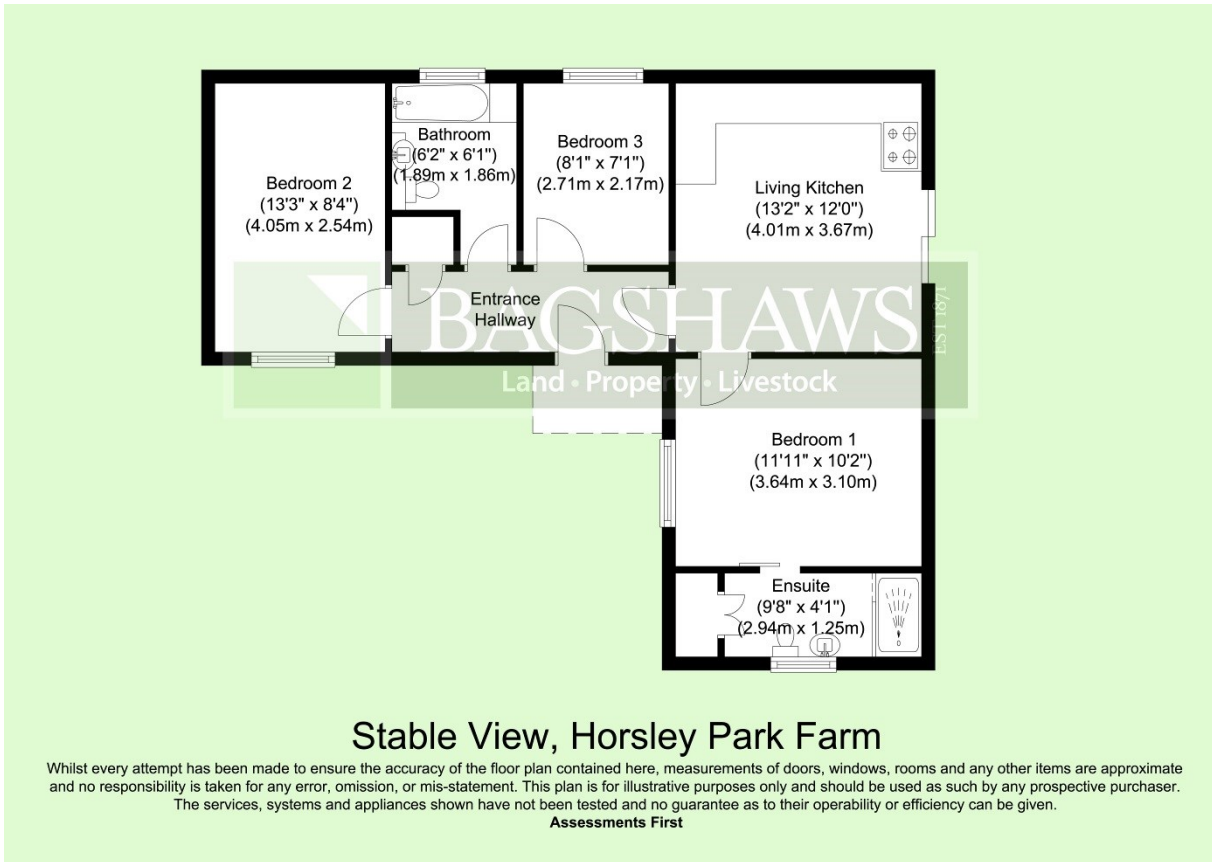 Bathroom
(6'2" x 6'1")
(1.89m x 1.86m)
Bedroom 3
(8'1" x 7'1")
(2.71m x 2.17m)
Bedroom 2
(13'3" x 8'4")
(4.05m x 2.54m)
Living Kitchen
(13'2" x 12'0")
(4.01m x 3.67m)
Entrance
Hallway
BAGSHAWS
EST 1871
Land • Property • Livestock
Bedroom 1
(11'11" x 10'2")
(3.64m x 3.10m)
Ensuite
(9'8" x 4'1")
(2.94m x 1.25m)
Stable View, Horsley Park Farm
Whilst every attempt has been made to ensure the accuracy of the floor plan contained here, measurements of doors, windows, rooms and any other items are approximate
and no responsibility is taken for any error, omission, or mis-statement. This plan is for illustrative purposes only and should be used as such by any prospective purchaser.
The services, systems and appliances shown have not been tested and no guarantee as to their operability or efficiency can be given.
Assessments First